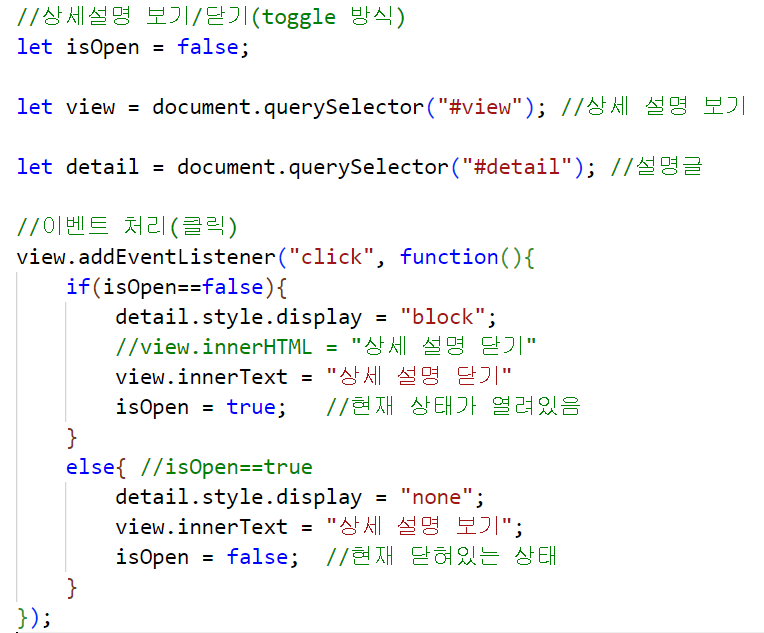 //상세설명 보기/닫기(toggle 방식)
let isOpen = false;
let view = document.querySelector("#view"); //상세 설명 보기
let detail = document.querySelector("#detail"); //설명글
//이벤트 처리(클릭)
view.addEventListener("click", function(){
if(isOpen==false){
detail.style.display = "block";
//view.innerHTML = "상세 설명 닫기"
view.innerText = "상세 설명 닫기"
isOpen = true; //현재 상태가 열려있음
}
else{ //isOpen==true
detail.style.display = "none";
view.innerText = "상세 설명 보기";
isOpen = false; //현재 닫혀있는 상태
}
});